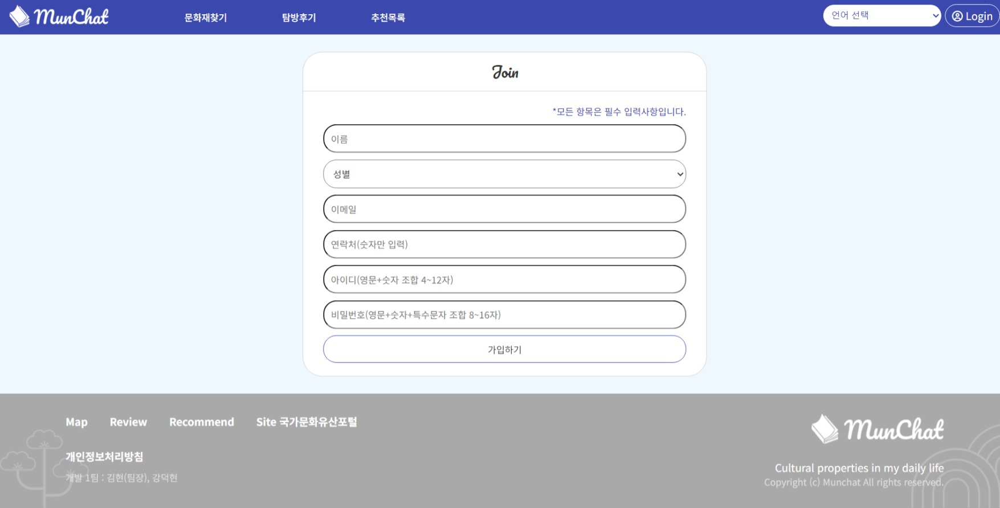 MunChat
문화재찾기
탐방후기
추천목록
언어 선택
Login
Join
*모든 항목은 필수 입력사항입니다.
이름
성별
이메일
연락처(숫자만 입력)
아이디(영문+숫자 조합 4~12자)
비밀번호(영문+숫자+특수문자 조합 8~16자)
가입하기
Map
Review
Recommend
Site 국가문화유산포털
개인정보처리방침
개발 1팀 : 김현(팀장), 강덕현
MunChat
Cultural properties in my daily life
Copyright (c) Munchat All rights reserved.